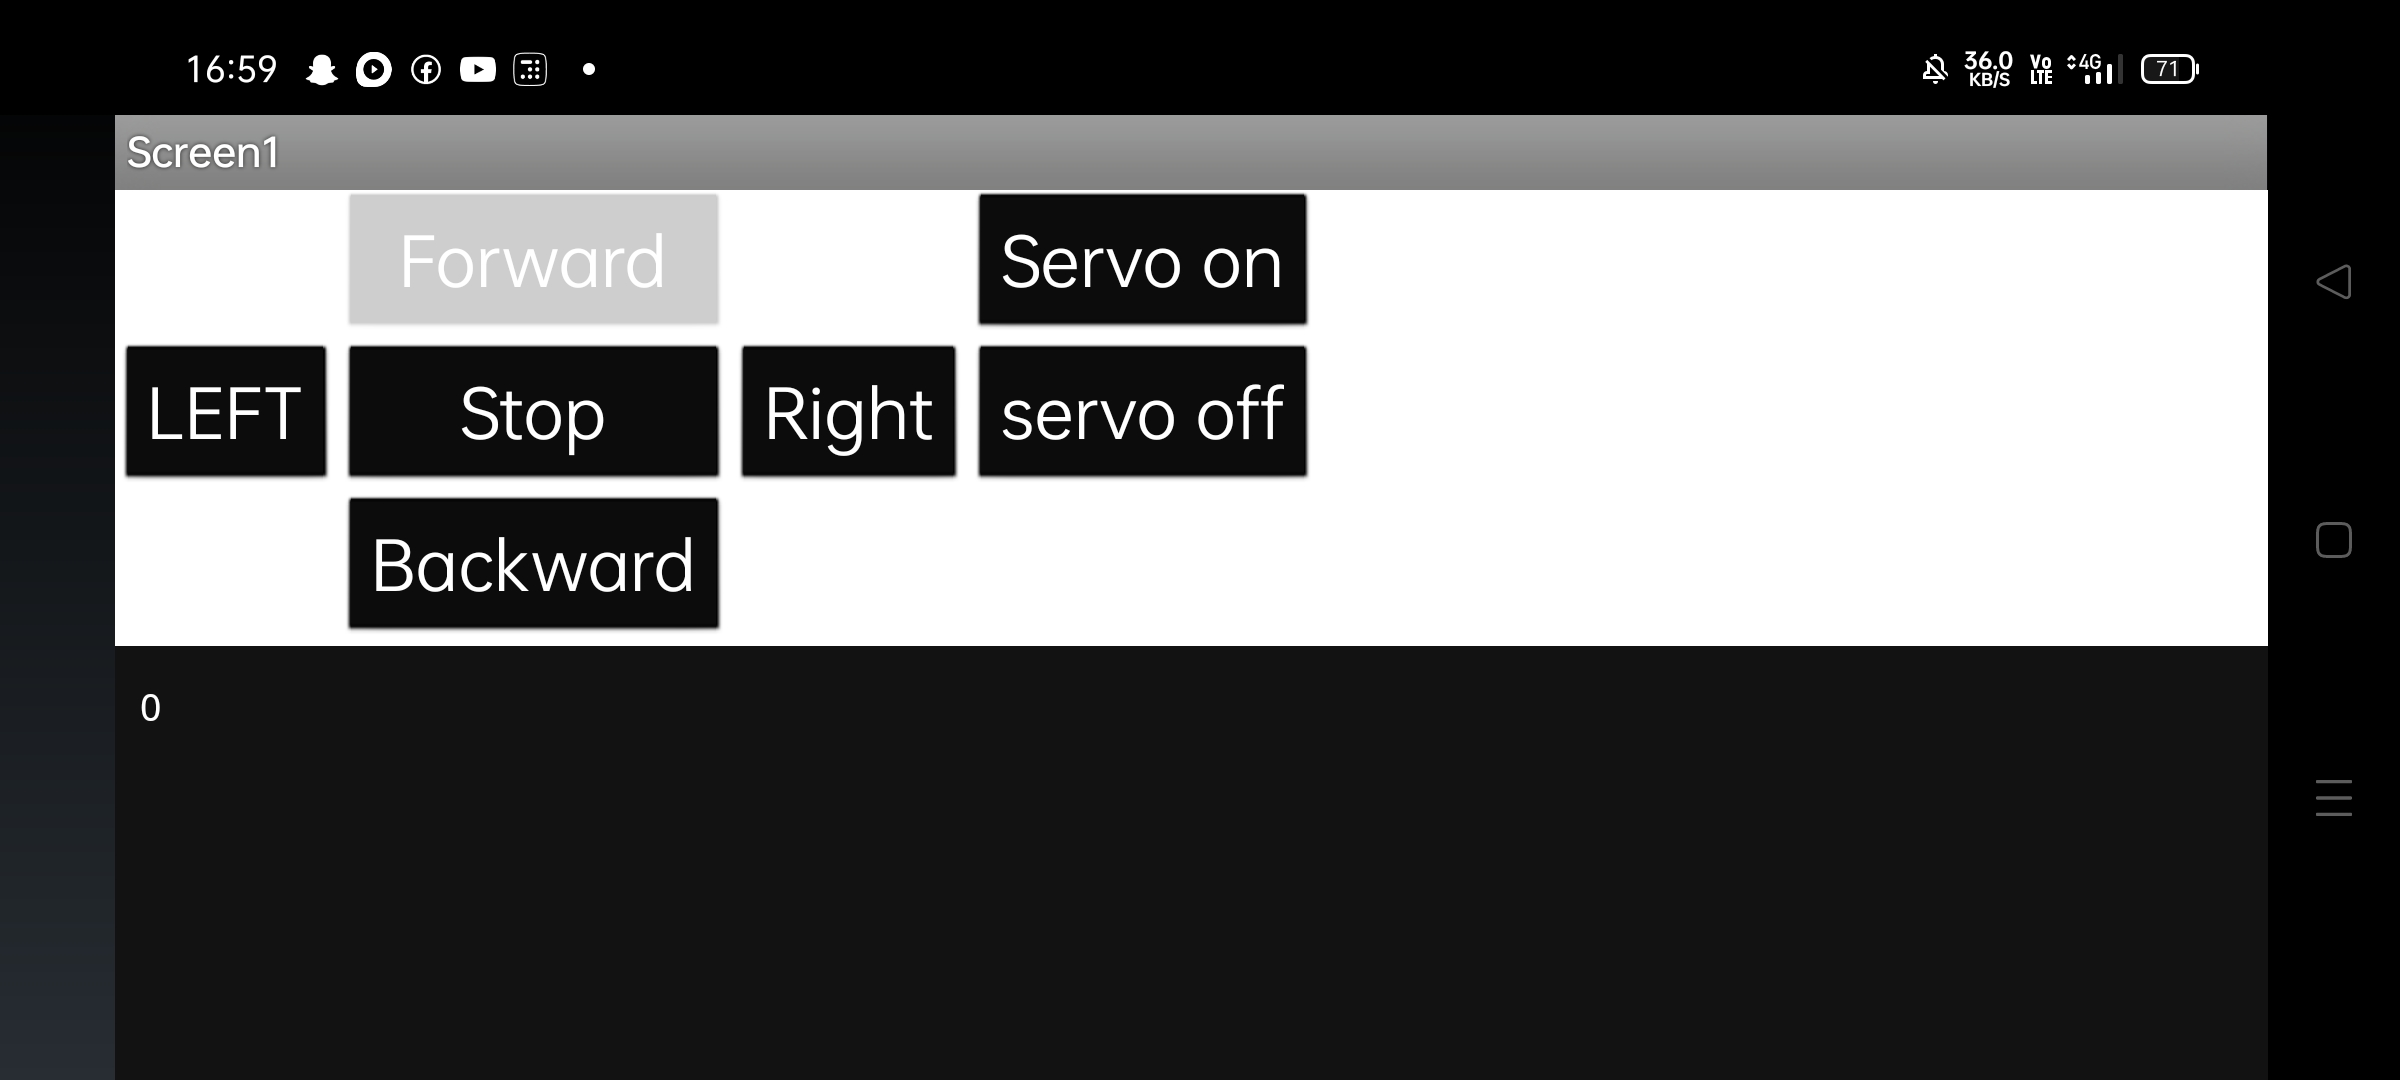 16:59 36.0 KB/S Vo LTE 4G 71
Screen1
Forward Servo on
LEFT Stop Right servo off
Backward
0